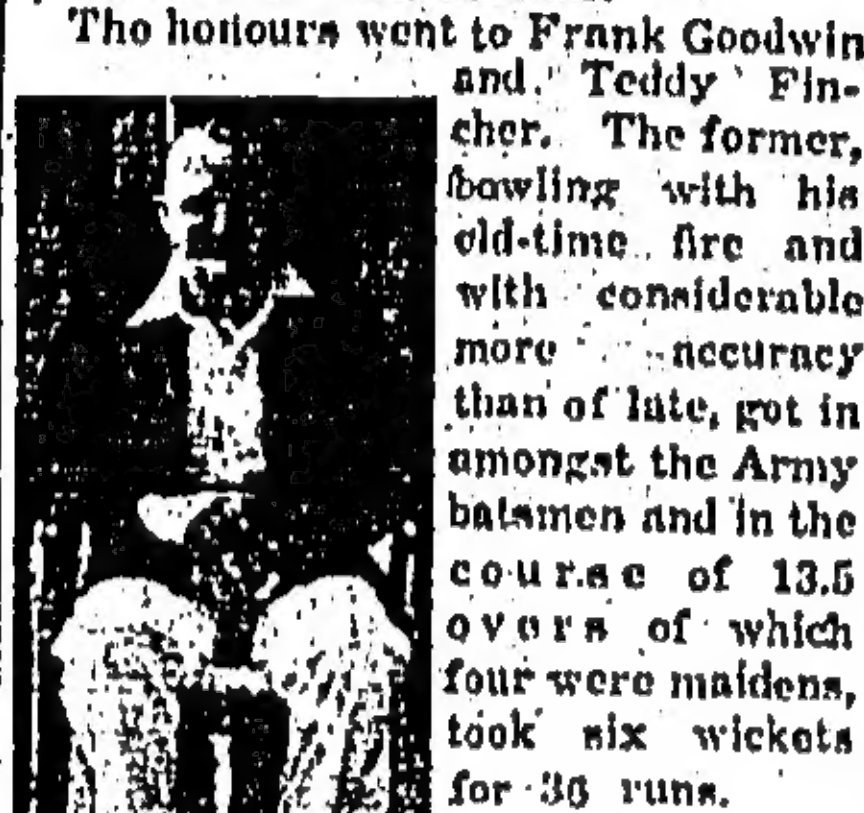 The honours went to Frank Goodwin
and Teddy Fin-
cher. The former,
bowling with his
old-time fire and
with considerable
more accuracy
than of late, got in
amongst the Army
batsmen and in the
course of 13.5
overs of which
four were maidens,
took six wickets
for runs.